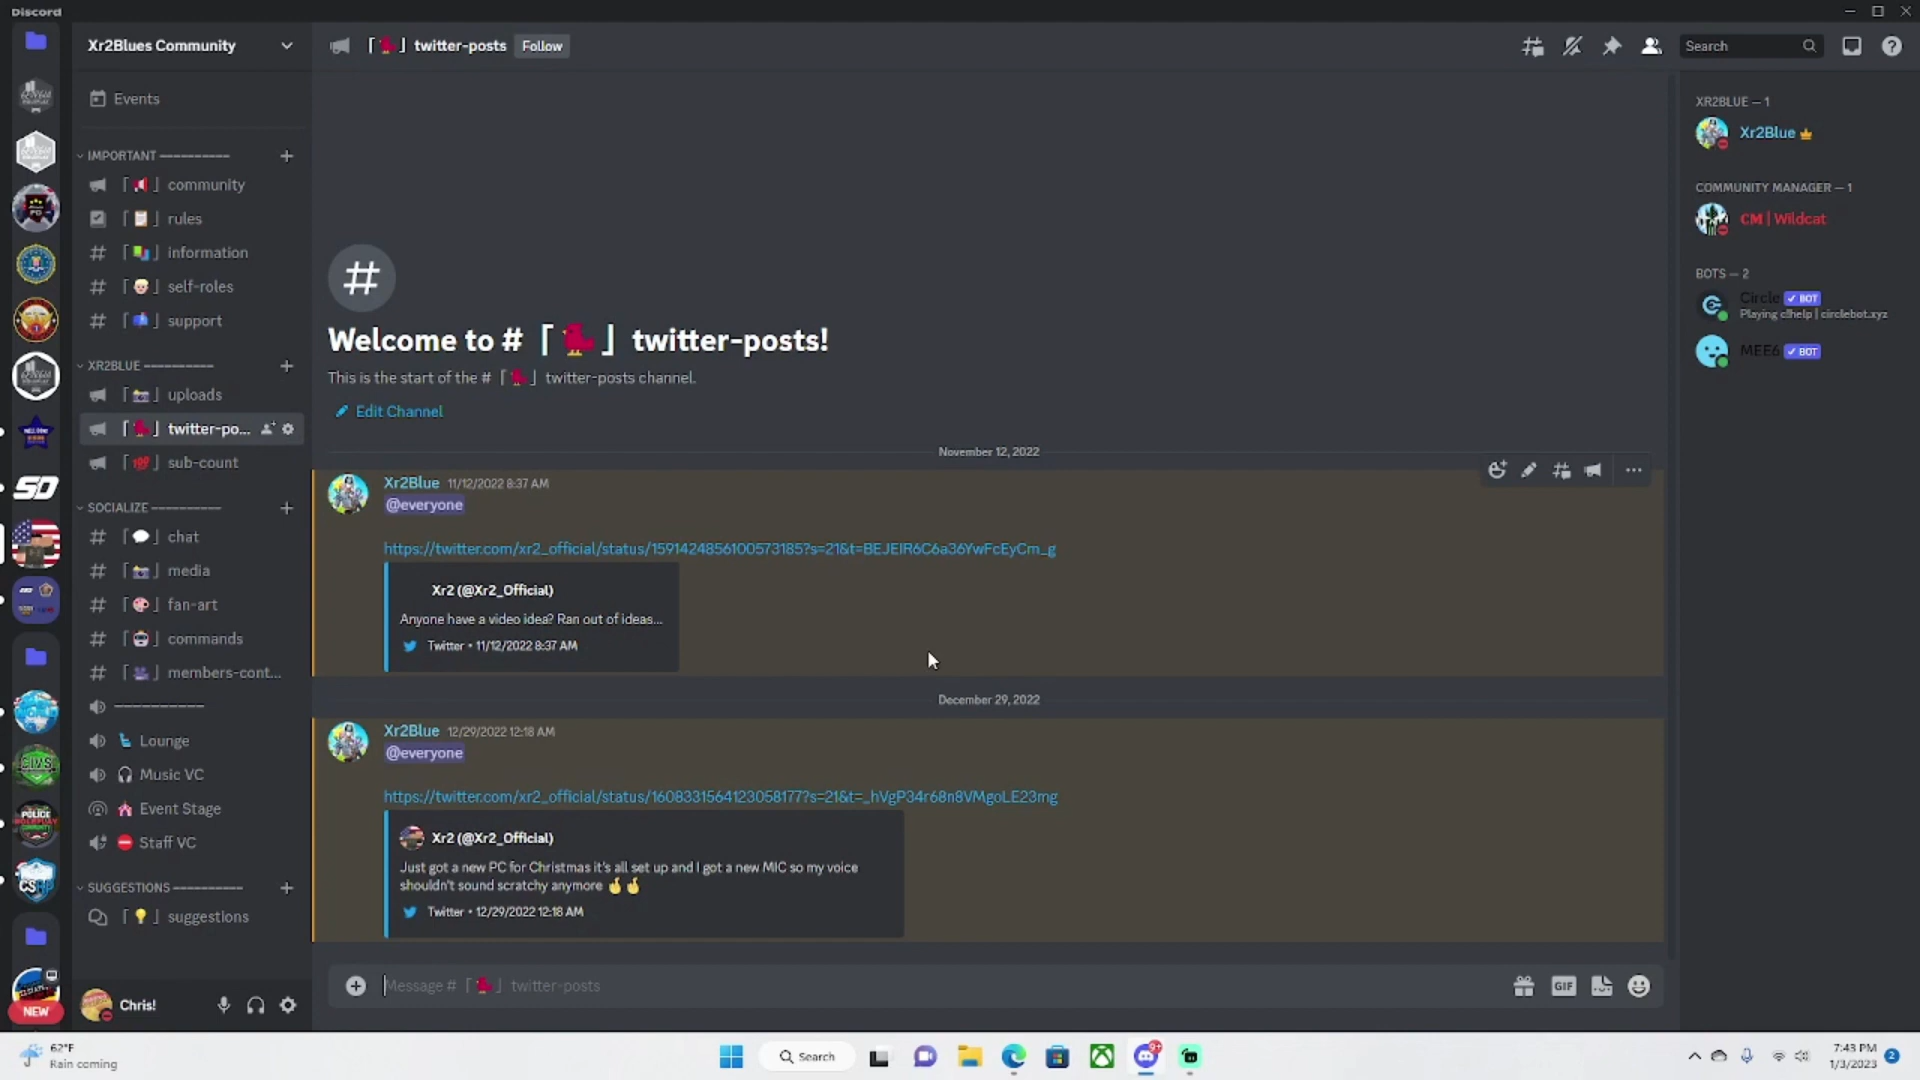 Discord
Xr2Blues Community
Events
IMPORTANT ----------
「📢」 community
「📋」 rules
「」 information
「」 self-roles
「📬」 support
XR2BLUE ----------
「📸」 uploads
「」 twitter-po...
「💯」 sub-count
SOCIALIZE ----------
「💬」 chat
「📸」 media
「🎨」 fan-art
「🤖」 commands
「👥」 members-cont...
----------
Lounge
🎧 Music VC
Event Stage
⛔ Staff VC
SUGGESTIONS ----------
「💡」 suggestions
NEW
Chris!
「」 twitter-posts
Follow
Search
Welcome to # 「」 twitter-posts!
This is the start of the # 「」 twitter-posts channel.
Edit Channel
November 12, 2022
Xr2Blue 11/12/2022 8:37 AM
@everyone
https://twitter.com/xr2_official/status/1591424856100573185?s=21&t=BEJEIR6C6a36YwFcEyCm_g
Xr2 (@Xr2_Official)
Anyone have a video idea? Ran out of ideas...
Twitter • 11/12/2022 8:37 AM
December 29, 2022
Xr2Blue 12/29/2022 12:18 AM
@everyone
https://twitter.com/xr2_official/status/1608331564123058177?s=21&t=_hVgP34r68n8VMgoLE23mg
Xr2 (@Xr2_Official)
Just got a new PC for Christmas it's all set up and I got a new MIC so my voice
shouldn't sound scratchy anymore
Twitter • 12/29/2022 12:18 AM
Message # 「」 twitter-posts
GIF
XR2BLUE — 1
Xr2Blue
COMMUNITY MANAGER — 1
CM | Wildcat
BOTS — 2
Circle ✓ BOT
Playing c!help | circlebot.xyz
MEE6 ✓ BOT
62°F
Rain coming
Search
9+
7:43 PM
1/3/2023
2